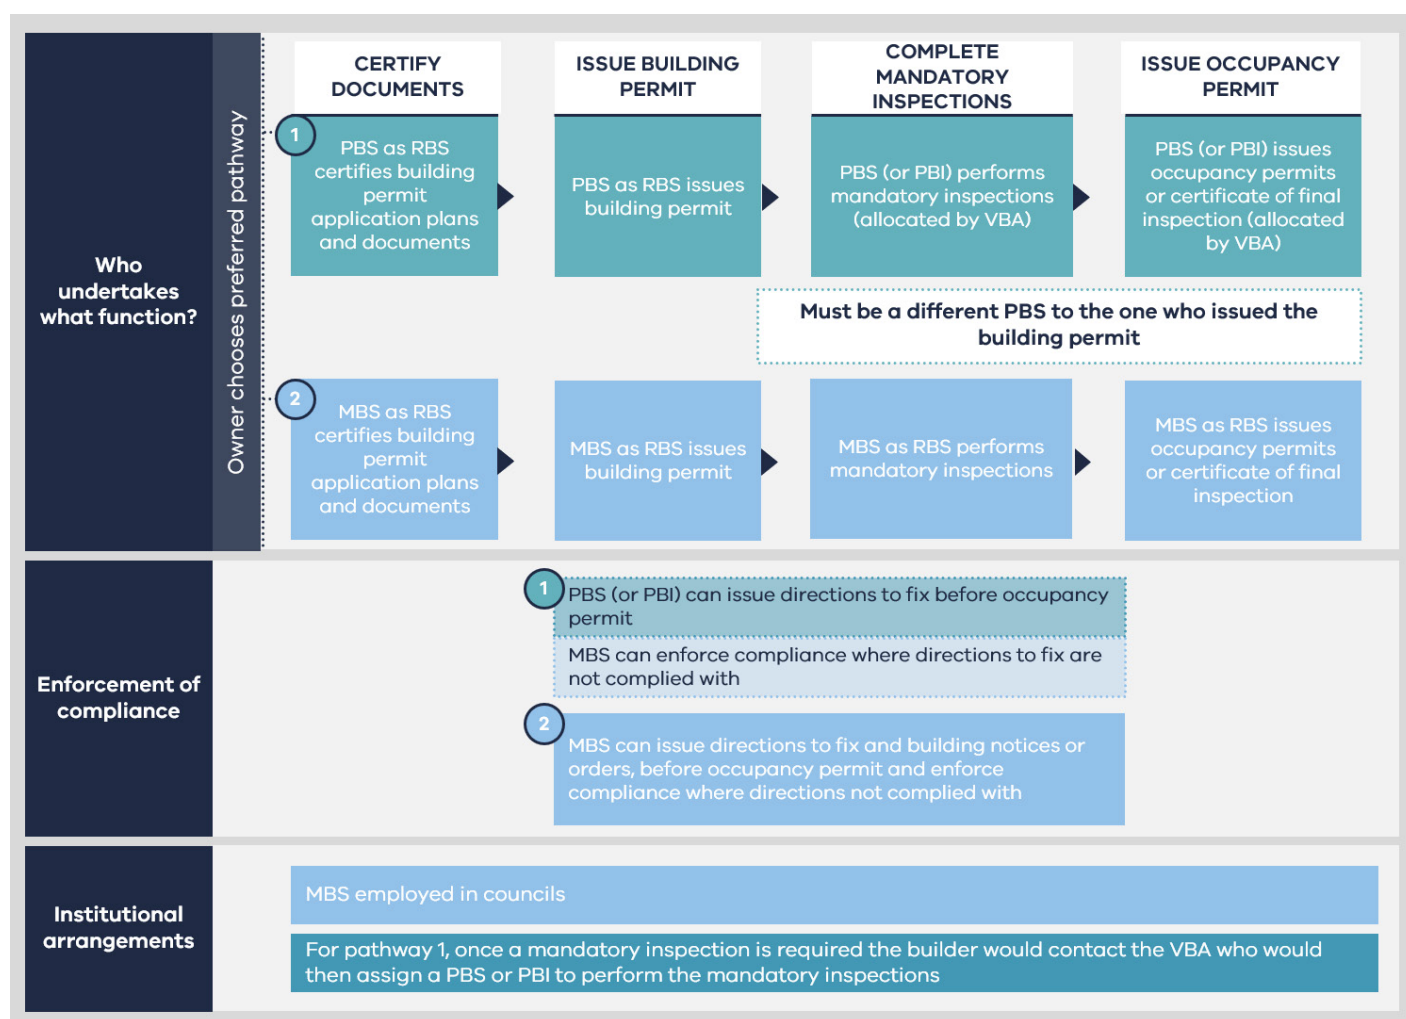 CERTIFY
DOCUMENTS
ISSUE BUILDING
PERMIT
COMPLETE
MANDATORY
INSPECTIONS
ISSUE OCCUPANCY
PERMIT
Who
undertakes
what function?
Owner chooses preferred pathway
1
PBS as RBS
certifies building
permit
application plans
and documents
PBS as RBS issues
building permit
PBS (or PBI) performs
mandatory inspections
(allocated by VBA)
PBS (or PBI) issues
occupancy permits
or certificate of final
inspection (allocated
by VBA)
Must be a different PBS to the one who issued the
building permit
2
MBS as RBS
certifies building
permit
application plans
and documents
MBS as RBS issues
building permit
MBS as RBS performs
mandatory inspections
MBS as RBS issues
occupancy permits
or certificate of final
inspection
Enforcement of
compliance
1
PBS (or PBI) can issue directions to fix before occupancy
permit
MBS can enforce compliance where directions to fix are
not complied with
2
MBS can issue directions to fix and building notices or
orders, before occupancy permit and enforce
compliance where directions not complied with
Institutional
arrangements
MBS employed in councils
For pathway 1, once a mandatory inspection is required the builder would contact the VBA who would
then assign a PBS or PBI to perform the mandatory inspections